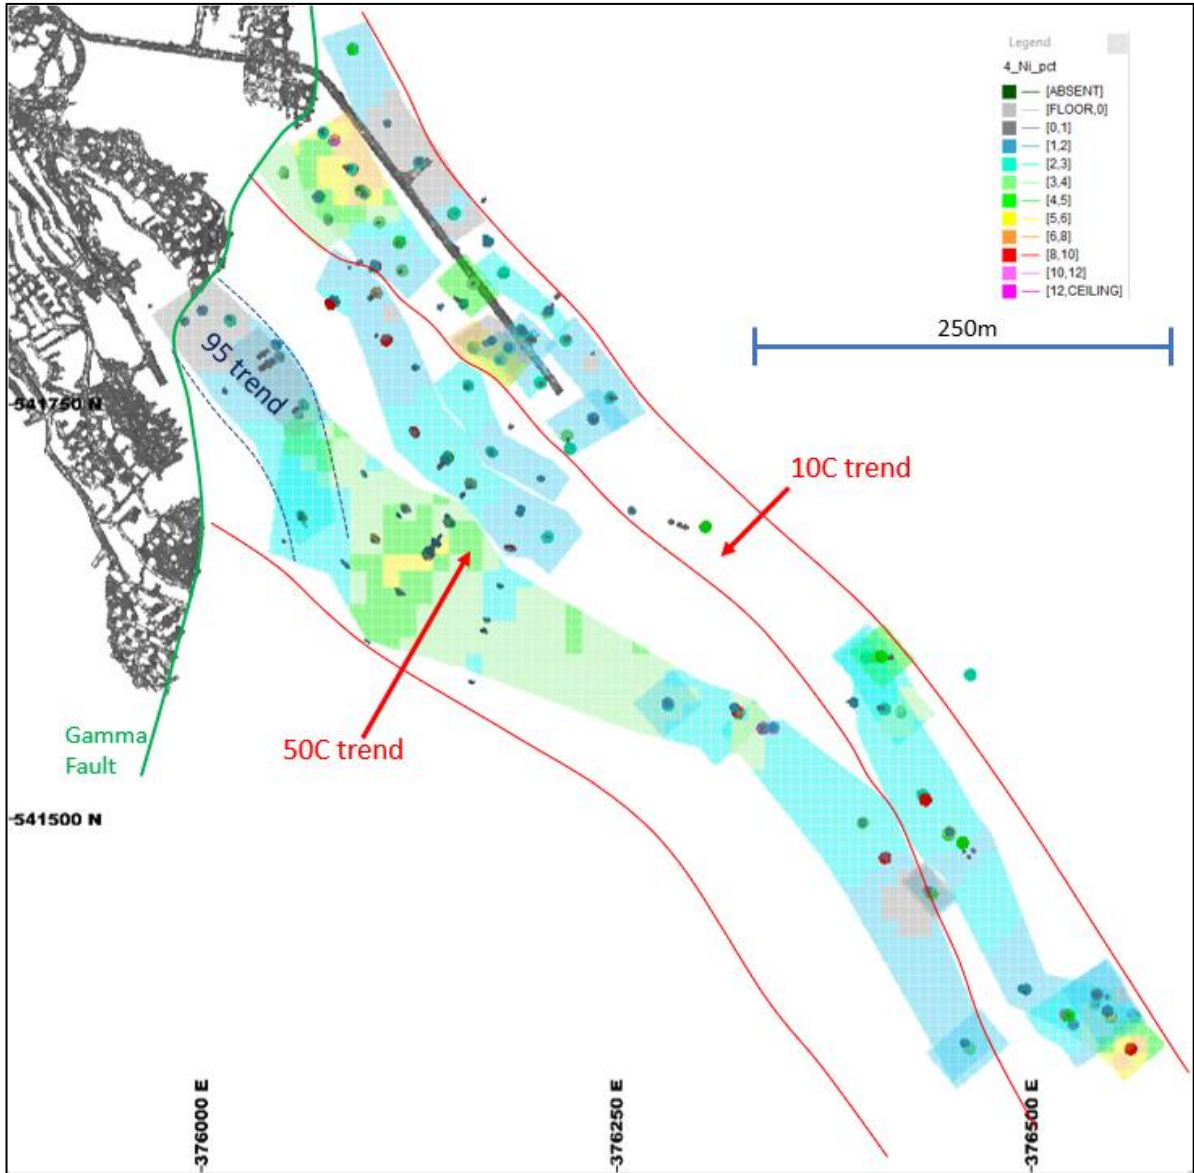 Legend
4_Ni_pct
[ABSENT]
[FLOOR,0]
[0,1]
[1,2]
[2,3]
[3,4]
[4,5]
[5,6]
[6,8]
[8,10]
[10,12]
[12,CEILING]
250m
95 trend
541750 N
10C trend
50C trend
Gamma
Fault
541500 N
376000 E
376250 E
376500 E